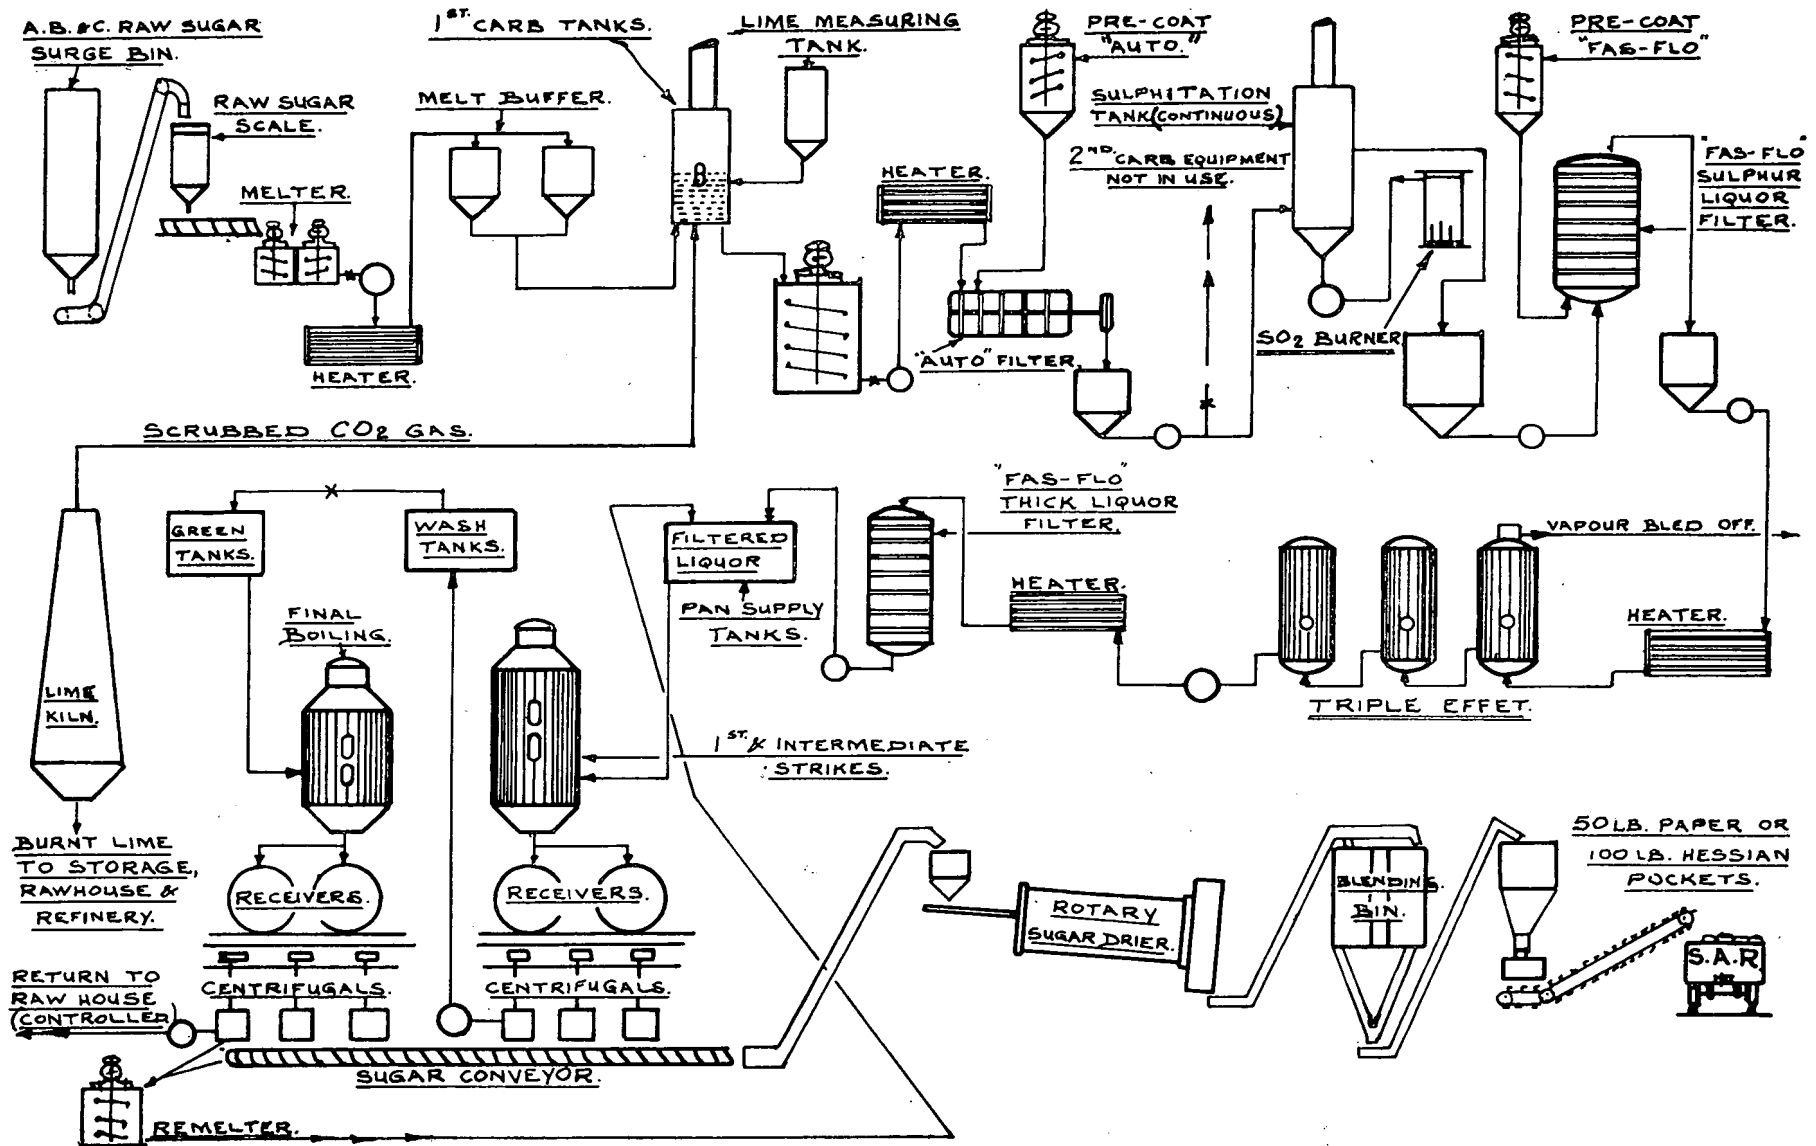 A.B. & C. RAW SUGAR
SURGE BIN.
RAW SUGAR
SCALE.
MELTER.
HEATER.
1ST. CARB TANKS.
MELT BUFFER.
LIME MEASURING
TANK.
HEATER.
PRE-COAT
"AUTO."
"AUTO" FILTER.
SULPHITATION
TANK (CONTINUOUS)
2ND. CARB EQUIPMENT
NOT IN USE.
SO2 BURNER
PRE-COAT
"FAS-FLO"
"FAS-FLO"
SULPHUR
LIQUOR
FILTER.
SCRUBBED CO2 GAS.
GREEN
TANKS.
WASH
TANKS.
FILTERED
LIQUOR
PAN SUPPLY
TANKS.
"FAS-FLO"
THICK LIQUOR
FILTER.
HEATER.
VAPOUR BLED OFF.
HEATER.
TRIPLE EFFET.
LIME
KILN.
FINAL
BOILING.
1ST. & INTERMEDIATE
STRIKES.
BURNT LIME
TO STORAGE,
RAWHOUSE &
REFINERY.
RECEIVERS.
RECEIVERS.
RETURN TO
RAW HOUSE
(CONTROLLED)
CENTRIFUGALS.
CENTRIFUGALS.
SUGAR CONVEYOR.
REMELTER.
ROTARY
SUGAR DRIER.
BLENDING.
BIN.
50 LB. PAPER OR
100 LB. HESSIAN
POCKETS.
S.A.R